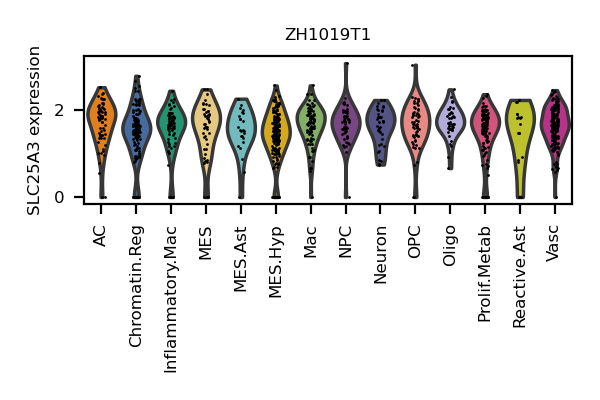 ZH1019T1
SLC25A3 expression
2
0
AC
Chromatin.Reg
Inflammatory.Mac
MES
MES.Ast
MES.Hyp
Mac
NPC
Neuron
OPC
Oligo
Prolif.Metab
Reactive.Ast
Vasc